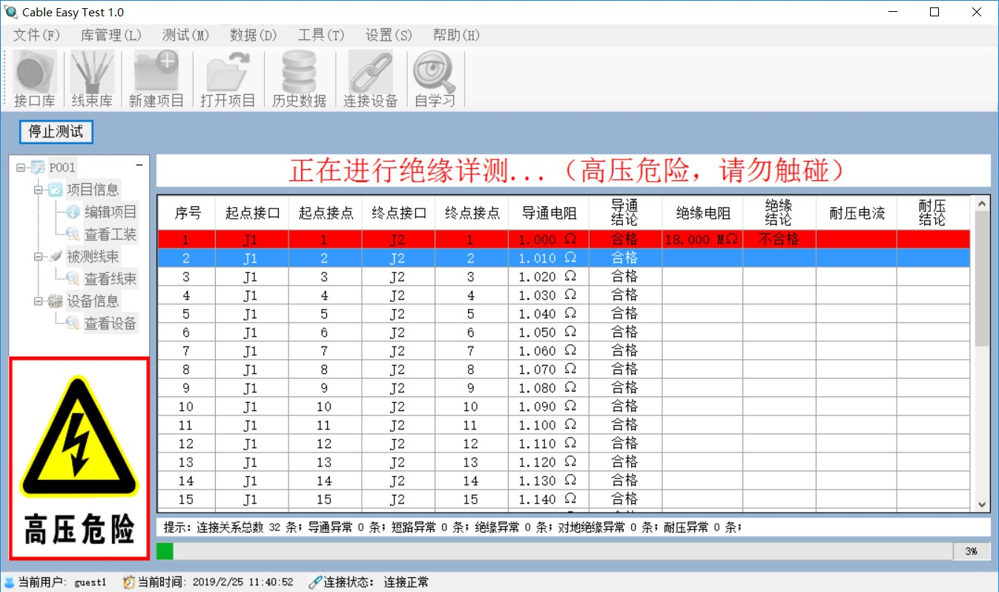 Cable Easy Test 1.0
文件(F) 库管理(L) 测试(M) 数据(D) 工具(T) 设置(S) 帮助(H)
接口库 线束库 新建项目 打开项目 历史数据 连接设备 自学习
停止测试
P001
项目信息
编辑项目
查看工装
被测线束
查看线束
设备信息
查看设备
高压危险
正在进行绝缘详测...（高压危险，请勿触碰）
序号 起点接口 起点接点 终点接口 终点接点 导通电阻 导通结论 绝缘电阻 绝缘结论 耐压电流 耐压结论
1 J1 1 J2 1 1.000 Ω 合格 18.000 MΩ 不合格
2 J1 2 J2 2 1.010 Ω 合格
3 J1 3 J2 3 1.020 Ω 合格
4 J1 4 J2 4 1.030 Ω 合格
5 J1 5 J2 5 1.040 Ω 合格
6 J1 6 J2 6 1.050 Ω 合格
7 J1 7 J2 7 1.060 Ω 合格
8 J1 8 J2 8 1.070 Ω 合格
9 J1 9 J2 9 1.080 Ω 合格
10 J1 10 J2 10 1.090 Ω 合格
11 J1 11 J2 11 1.100 Ω 合格
12 J1 12 J2 12 1.110 Ω 合格
13 J1 13 J2 13 1.120 Ω 合格
14 J1 14 J2 14 1.130 Ω 合格
15 J1 15 J2 15 1.140 Ω 合格
提示: 连接关系总数 32 条; 导通异常 0 条; 短路异常 0 条; 绝缘异常 0 条; 对地绝缘异常 0 条; 耐压异常 0 条;
3%
当前用户: guest1 当前时间: 2019/2/25 11:40:52 连接状态: 连接正常